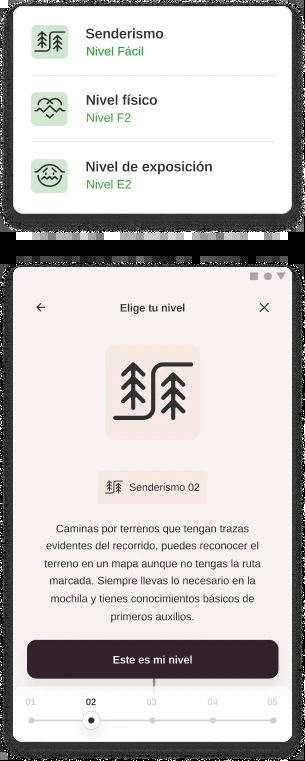 Senderismo
Nivel Fácil
Nivel físico
Nivel F2
Nivel de exposición
Nivel E2
Elige tu nivel
Senderismo 02
Caminas por terrenos que tengan trazas
evidentes del recorrido, puedes reconocer el
terreno en un mapa aunque no tengas la ruta
marcada. Siempre llevas lo necesario en la
mochila y tienes conocimientos básicos de
primeros auxilios.
Este es mi nivel
01 02 03 04 05